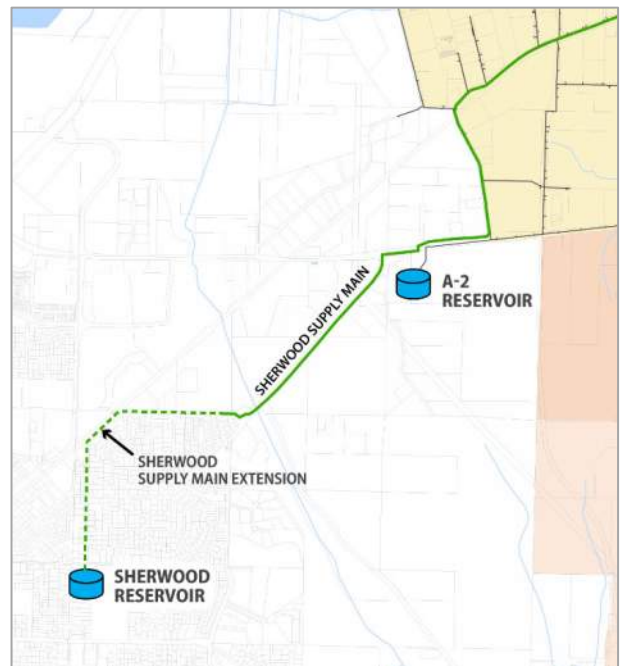 A-2
RESERVOIR
SHERWOOD SUPPLY MAIN
SHERWOOD
SUPPLY MAIN EXTENSION
SHERWOOD
RESERVOIR